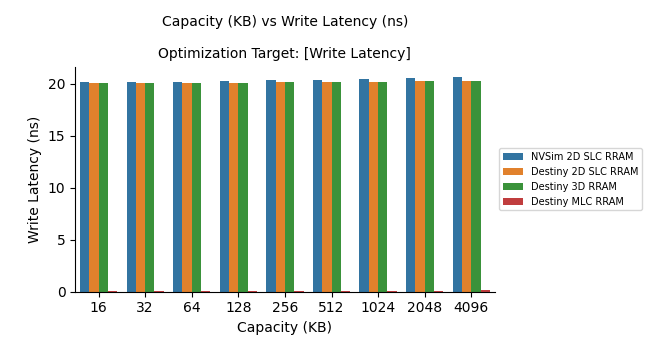 Capacity (KB) vs Write Latency (ns)
Optimization Target: [Write Latency]
Write Latency (ns)
20
15
10
5
0
16 32 64 128 256 512 1024 2048 4096
Capacity (KB)
NVSim 2D SLC RRAM
Destiny 2D SLC RRAM
Destiny 3D RRAM
Destiny MLC RRAM